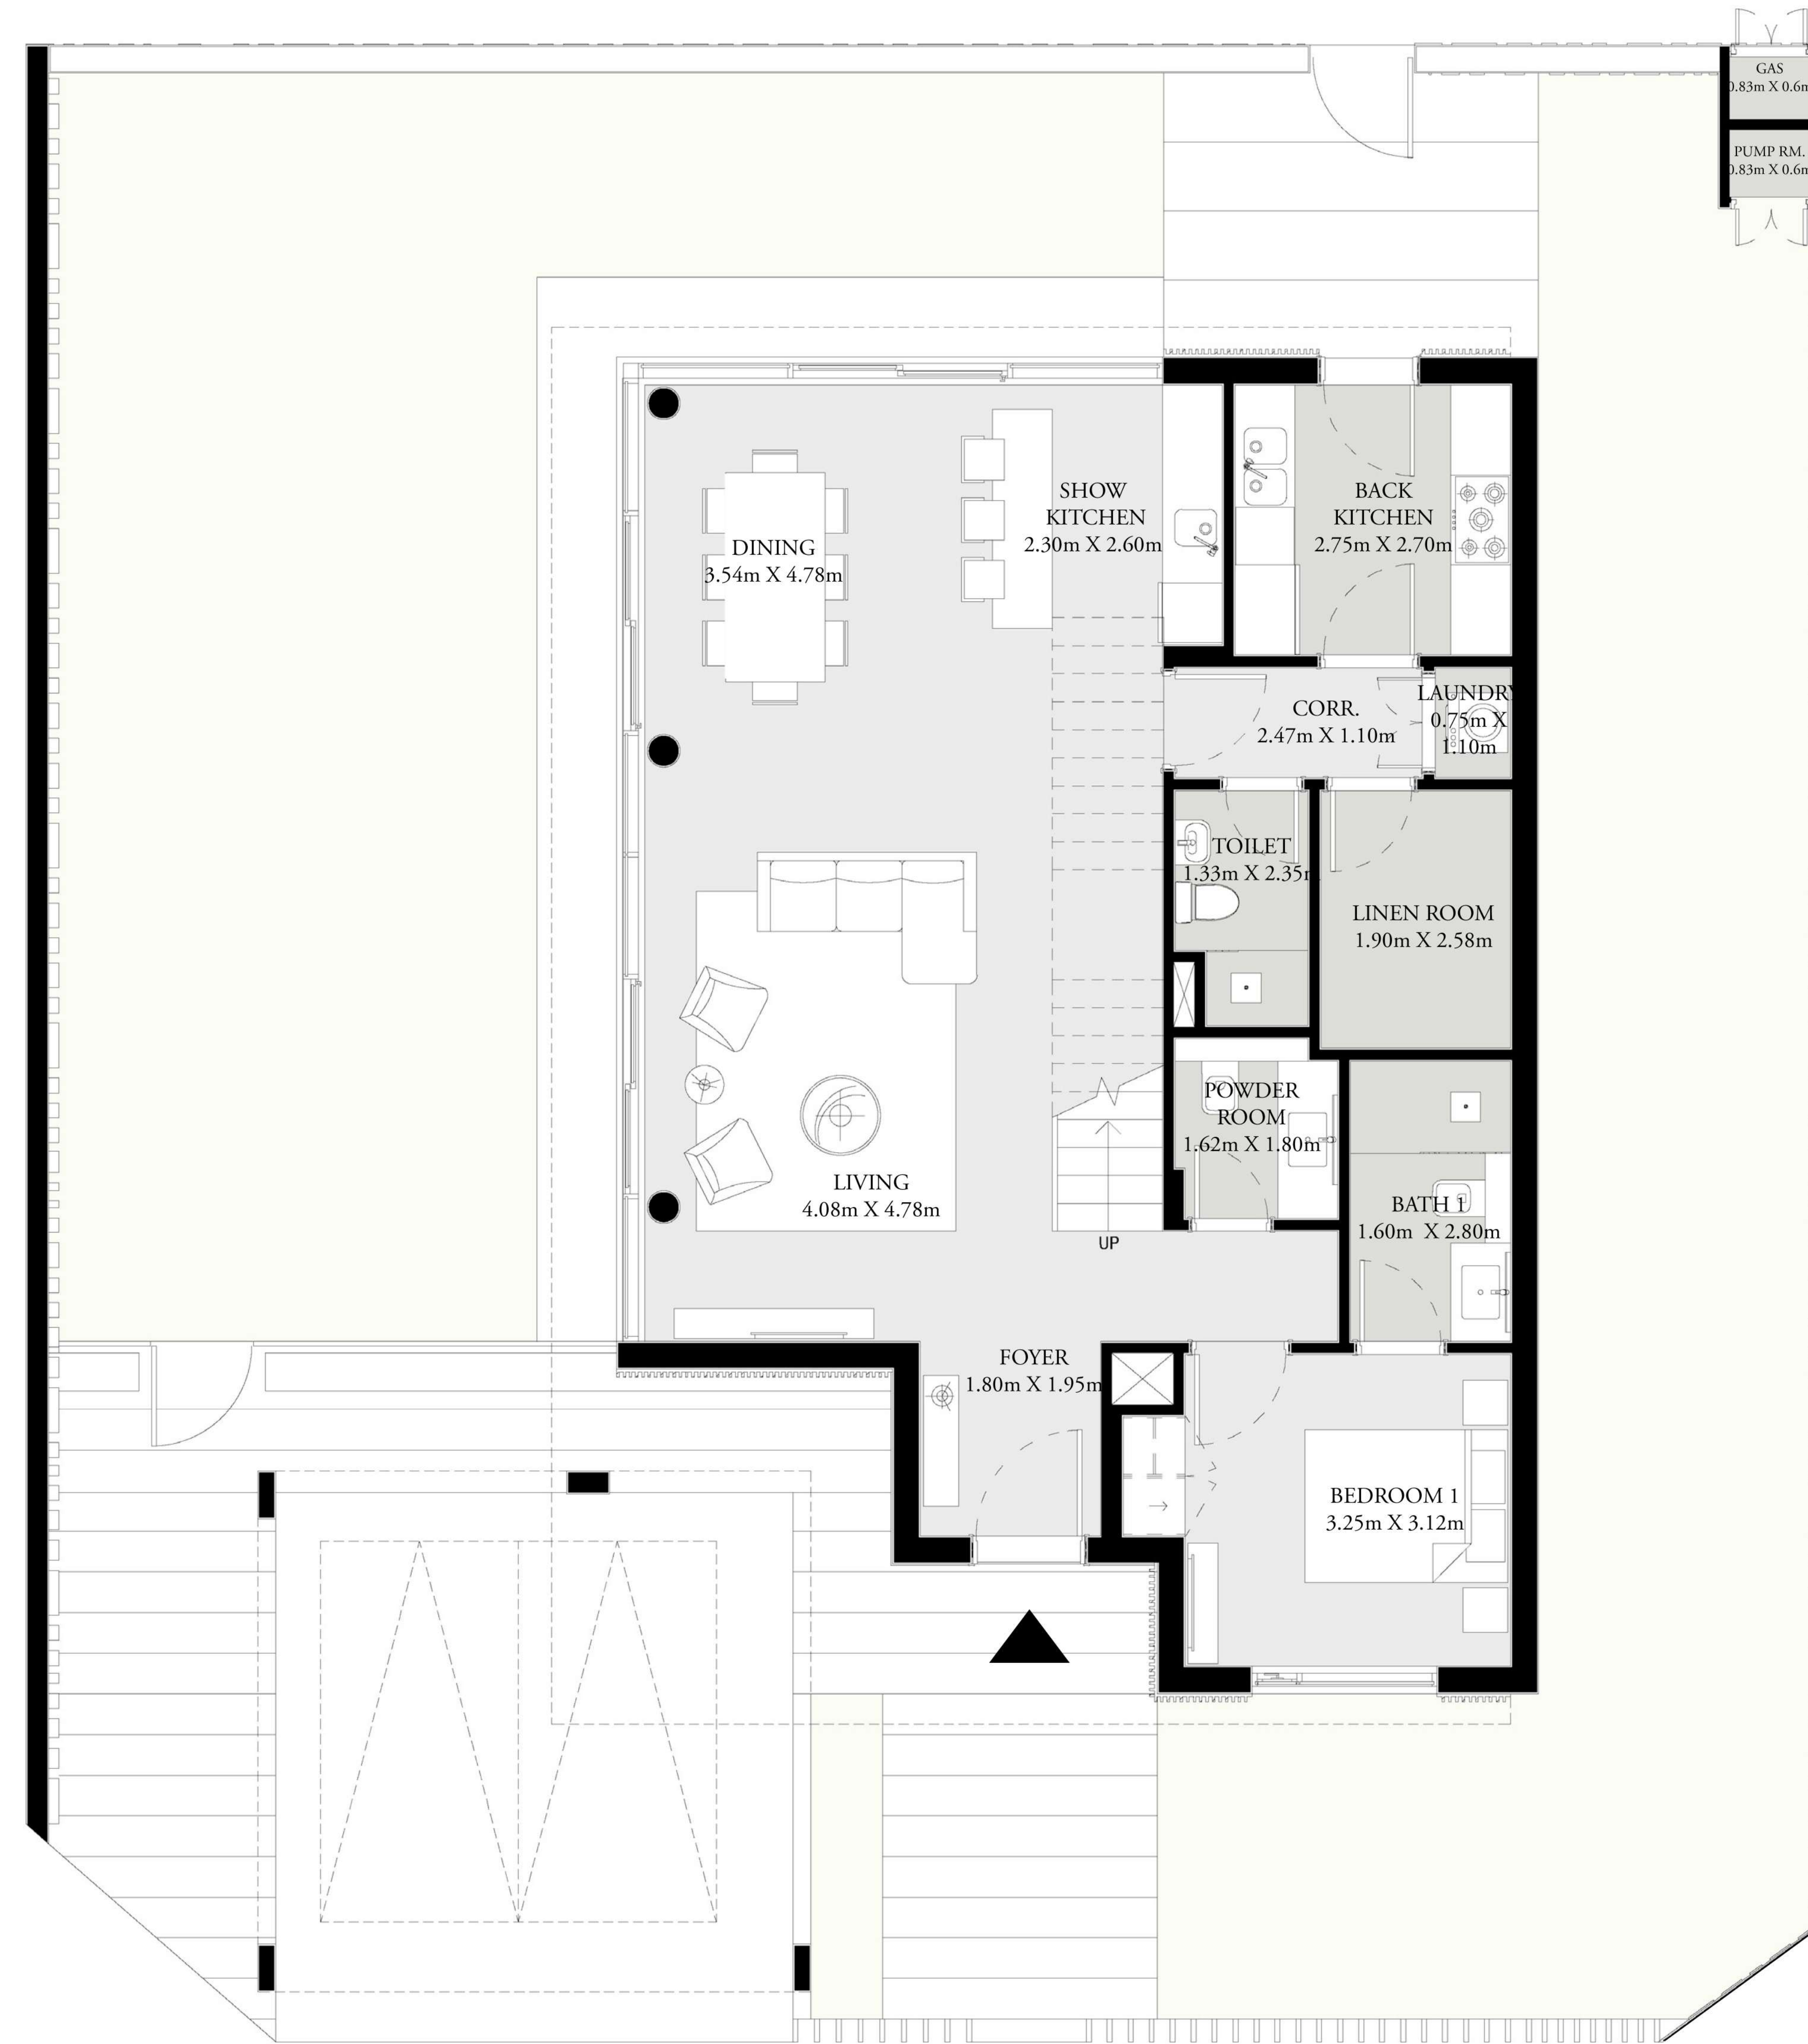 GAS
0.83m X 0.6m
PUMP RM.
0.83m X 0.6m
SHOW
KITCHEN
2.30m X 2.60m
BACK
KITCHEN
2.75m X 2.70m
DINING
3.54m X 4.78m
LAUNDRY
0.75m X
1.10m
CORR.
2.47m X 1.10m
TOILET
1.33m X 2.35m
LINEN ROOM
1.90m X 2.58m
POWDER
ROOM
1.62m X 1.80m
LIVING
4.08m X 4.78m
BATH 1
1.60m X 2.80m
UP
FOYER
1.80m X 1.95m
BEDROOM 1
3.25m X 3.12m